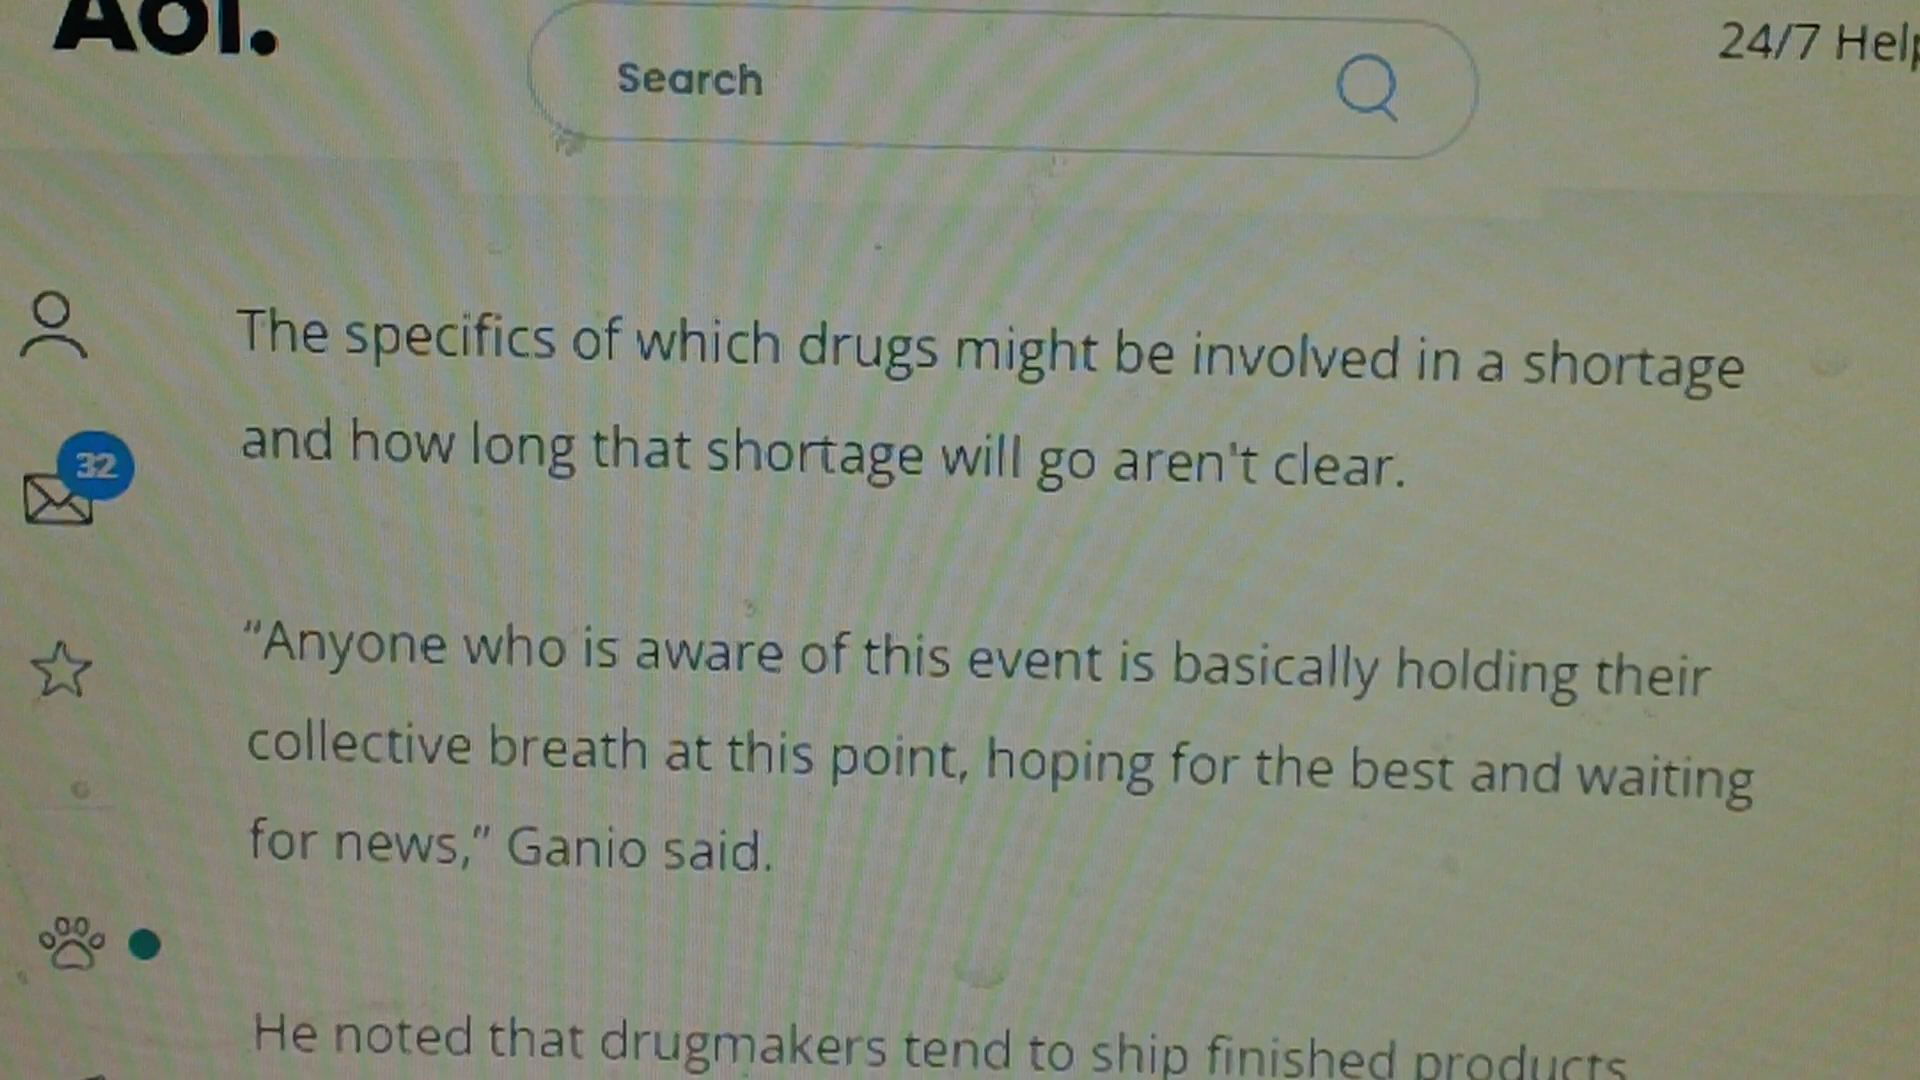 Aol.
Search
24/7 Help
The specifics of which drugs might be involved in a shortage
and how long that shortage will go aren't clear.
32
“Anyone who is aware of this event is basically holding their
collective breath at this point, hoping for the best and waiting
for news,” Ganio said.
He noted that drugmakers tend to ship finished products